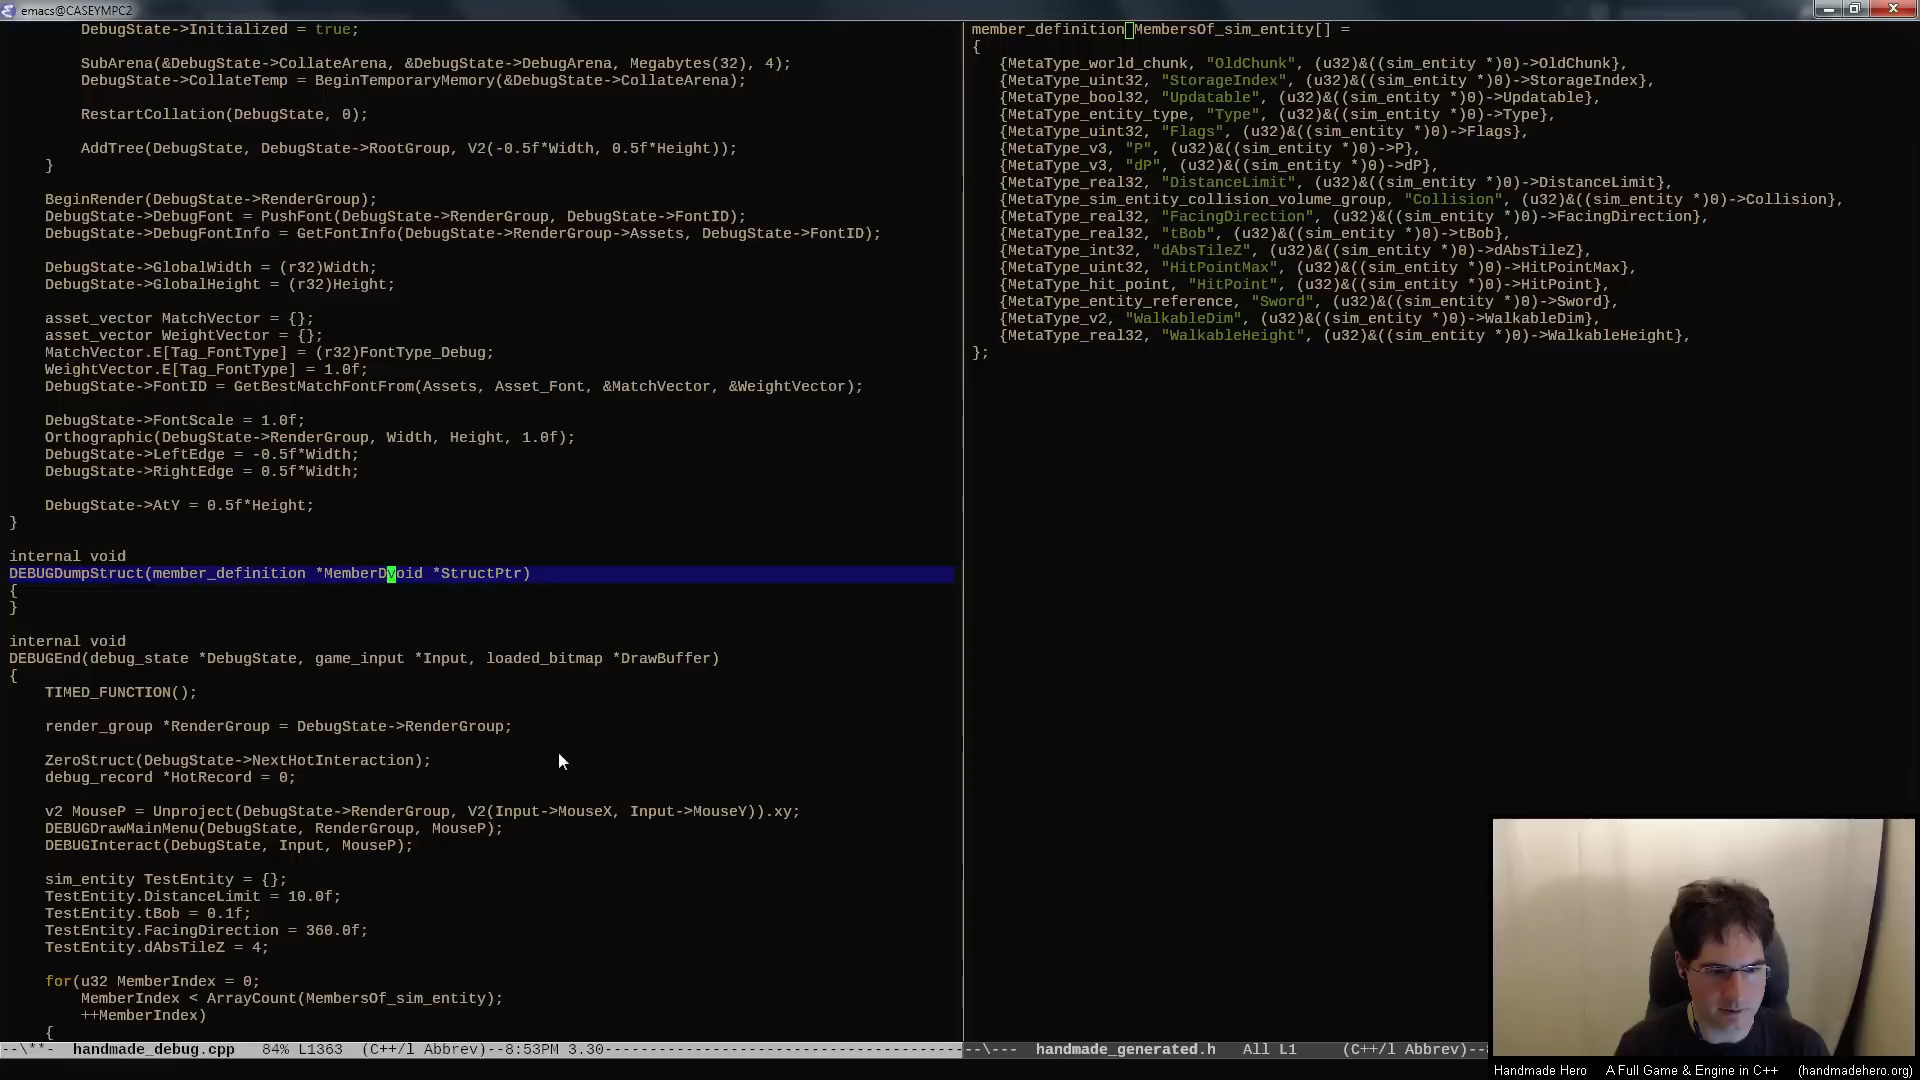 emacs@CASEYMPC2
DebugState->Initialized = true;
SubArena(&DebugState->CollateArena, &DebugState->DebugArena, Megabytes(32), 4);
DebugState->CollateTemp = BeginTemporaryMemory(&DebugState->CollateArena);
RestartCollation(DebugState, 0);
AddTree(DebugState, DebugState->RootGroup, V2(-0.5f*Width, 0.5f*Height));
}
BeginRender(DebugState->RenderGroup);
DebugState->DebugFont = PushFont(DebugState->RenderGroup, DebugState->FontID);
DebugState->DebugFontInfo = GetFontInfo(DebugState->RenderGroup->Assets, DebugState->FontID);
DebugState->GlobalWidth = (r32)Width;
DebugState->GlobalHeight = (r32)Height;
asset_vector MatchVector = {};
asset_vector WeightVector = {};
MatchVector.E[Tag_FontType] = (r32)FontType_Debug;
WeightVector.E[Tag_FontType] = 1.0f;
DebugState->FontID = GetBestMatchFontFrom(Assets, Asset_Font, &MatchVector, &WeightVector);
DebugState->FontScale = 1.0f;
Orthographic(DebugState->RenderGroup, Width, Height, 1.0f);
DebugState->LeftEdge = -0.5f*Width;
DebugState->RightEdge = 0.5f*Width;
DebugState->AtY = 0.5f*Height;
}
internal void
DEBUGDumpStruct(member_definition *MemberDvoid *StructPtr)
{
}
internal void
DEBUGEnd(debug_state *DebugState, game_input *Input, loaded_bitmap *DrawBuffer)
{
TIMED_FUNCTION();
render_group *RenderGroup = DebugState->RenderGroup;
ZeroStruct(DebugState->NextHotInteraction);
debug_record *HotRecord = 0;
v2 MouseP = Unproject(DebugState->RenderGroup, V2(Input->MouseX, Input->MouseY)).xy;
DEBUGDrawMainMenu(DebugState, RenderGroup, MouseP);
DEBUGInteract(DebugState, Input, MouseP);
sim_entity TestEntity = {};
TestEntity.DistanceLimit = 10.0f;
TestEntity.tBob = 0.1f;
TestEntity.FacingDirection = 360.0f;
TestEntity.dAbsTileZ = 4;
for(u32 MemberIndex = 0;
MemberIndex < ArrayCount(MembersOf_sim_entity);
++MemberIndex)
{
--\**-  handmade_debug.cpp   84% L1363  (C++/l Abbrev)--8:53PM 3.30----------------------------------------
member_definition MembersOf_sim_entity[] =
{
{MetaType_world_chunk, "OldChunk", (u32)&((sim_entity *)0)->OldChunk},
{MetaType_uint32, "StorageIndex", (u32)&((sim_entity *)0)->StorageIndex},
{MetaType_bool32, "Updatable", (u32)&((sim_entity *)0)->Updatable},
{MetaType_entity_type, "Type", (u32)&((sim_entity *)0)->Type},
{MetaType_uint32, "Flags", (u32)&((sim_entity *)0)->Flags},
{MetaType_v3, "P", (u32)&((sim_entity *)0)->P},
{MetaType_v3, "dP", (u32)&((sim_entity *)0)->dP},
{MetaType_real32, "DistanceLimit", (u32)&((sim_entity *)0)->DistanceLimit},
{MetaType_sim_entity_collision_volume_group, "Collision", (u32)&((sim_entity *)0)->Collision},
{MetaType_real32, "FacingDirection", (u32)&((sim_entity *)0)->FacingDirection},
{MetaType_real32, "tBob", (u32)&((sim_entity *)0)->tBob},
{MetaType_int32, "dAbsTileZ", (u32)&((sim_entity *)0)->dAbsTileZ},
{MetaType_uint32, "HitPointMax", (u32)&((sim_entity *)0)->HitPointMax},
{MetaType_hit_point, "HitPoint", (u32)&((sim_entity *)0)->HitPoint},
{MetaType_entity_reference, "Sword", (u32)&((sim_entity *)0)->Sword},
{MetaType_v2, "WalkableDim", (u32)&((sim_entity *)0)->WalkableDim},
{MetaType_real32, "WalkableHeight", (u32)&((sim_entity *)0)->WalkableHeight},
};
--\---  handmade_generated.h   All L1     (C++/l Abbrev)--
Handmade Hero   A Full Game & Engine in C++   (handmadehero.org)